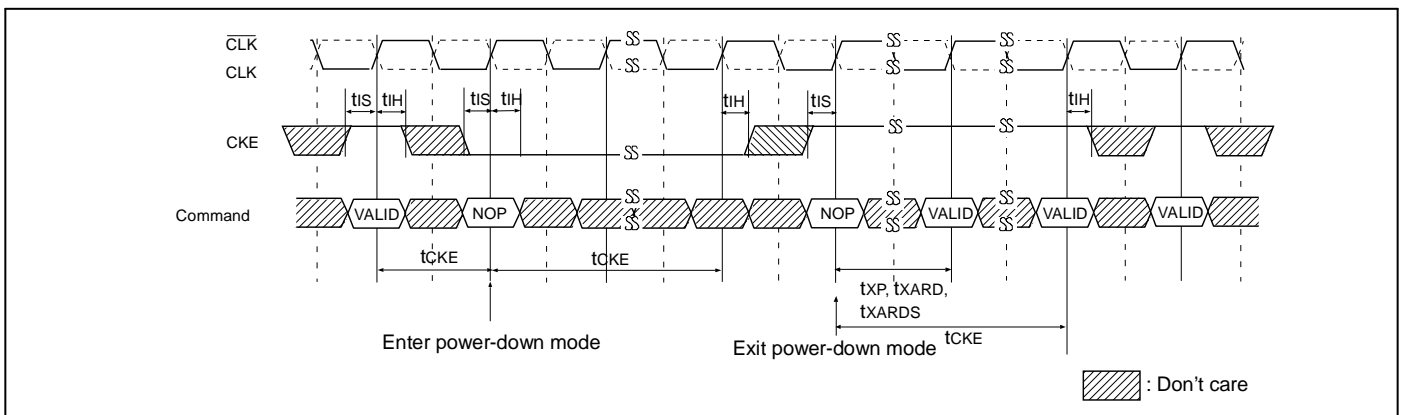 CLK
CLK
tIS tIH tIS tIH tIH tIS tIH
CKE
Command VALID NOP NOP VALID VALID VALID
tCKE tCKE
tXP, tXARD,
tXARDS
tCKE
Enter power-down mode Exit power-down mode
: Don't care